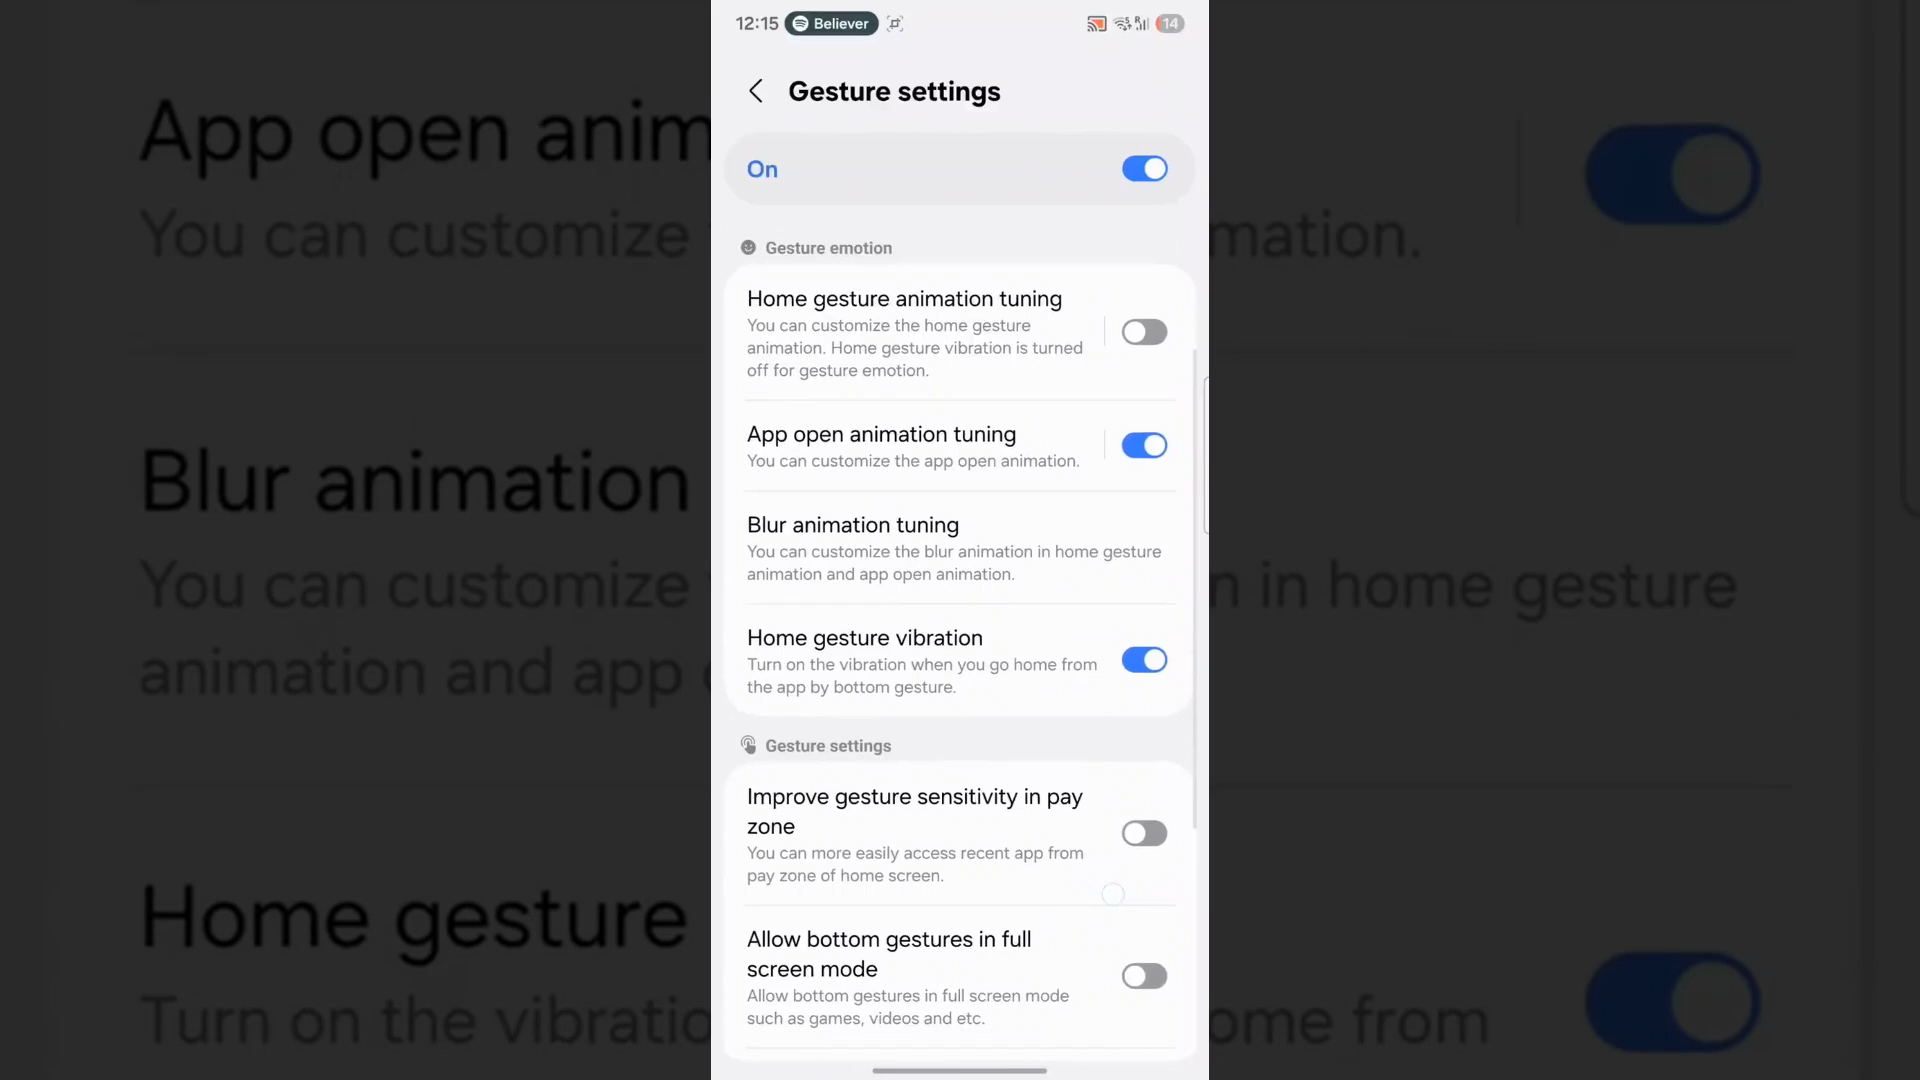 12:15 Believer 14
Gesture settings
On
Gesture emotion
Home gesture animation tuning
You can customize the home gesture
animation. Home gesture vibration is turned
off for gesture emotion.
App open animation tuning
You can customize the app open animation.
Blur animation tuning
You can customize the blur animation in home gesture
animation and app open animation.
Home gesture vibration
Turn on the vibration when you go home from
the app by bottom gesture.
Gesture settings
Improve gesture sensitivity in pay
zone
You can more easily access recent app from
pay zone of home screen.
Allow bottom gestures in full
screen mode
Allow bottom gestures in full screen mode
such as games, videos and etc.
App open anim
You can customize
mation.
Blur animation
You can customize
n in home gesture
animation and app
Home gesture
Turn on the vibratio
ome from